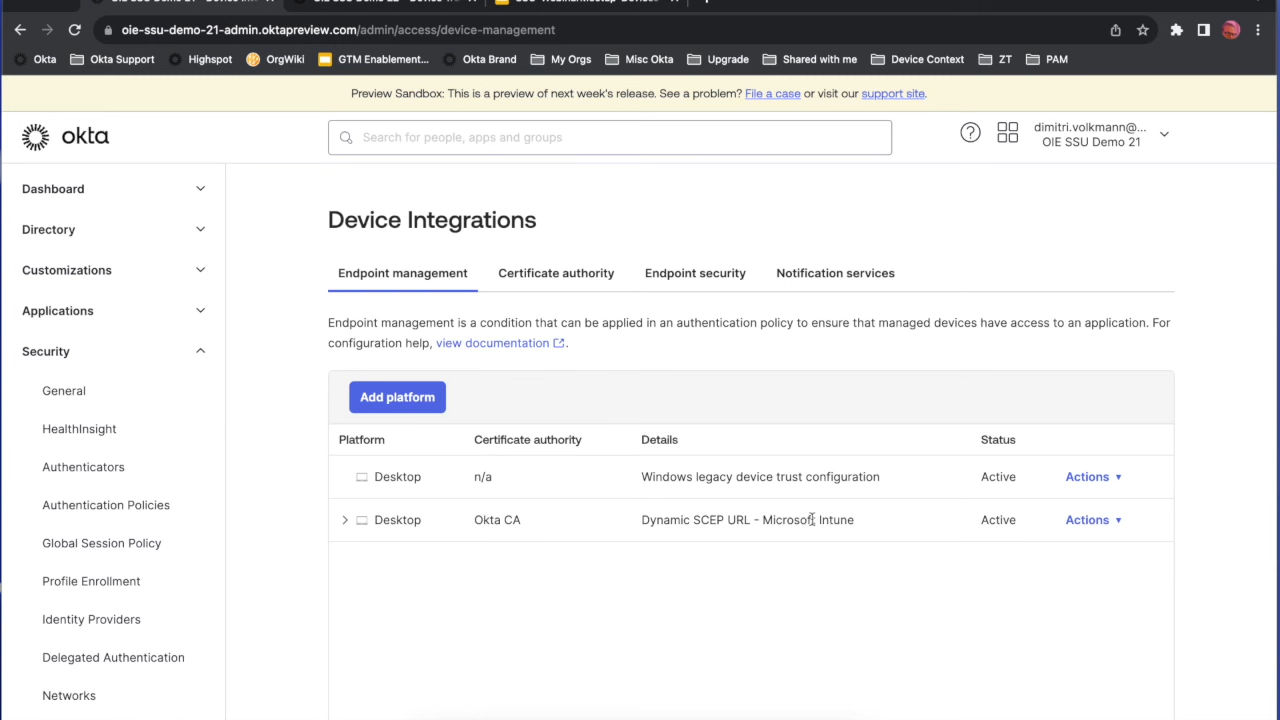 oie-ssu-demo-21-admin.oktapreview.com/admin/access/device-management
Okta Okta Support Highspot OrgWiki GTM Enablement... Okta Brand My Orgs Misc Okta Upgrade Shared with me Device Context ZT PAM
Preview Sandbox: This is a preview of next week's release. See a problem? File a case or visit our support site.
okta
Search for people, apps and groups
dimitri.volkmann@...
OIE SSU Demo 21
Dashboard
Directory
Customizations
Applications
Security
General
HealthInsight
Authenticators
Authentication Policies
Global Session Policy
Profile Enrollment
Identity Providers
Delegated Authentication
Networks
Device Integrations
Endpoint management Certificate authority Endpoint security Notification services
Endpoint management is a condition that can be applied in an authentication policy to ensure that managed devices have access to an application. For
configuration help, view documentation.
Add platform
Platform Certificate authority Details Status
Desktop n/a Windows legacy device trust configuration Active Actions
Desktop Okta CA Dynamic SCEP URL - Microsoft Intune Active Actions